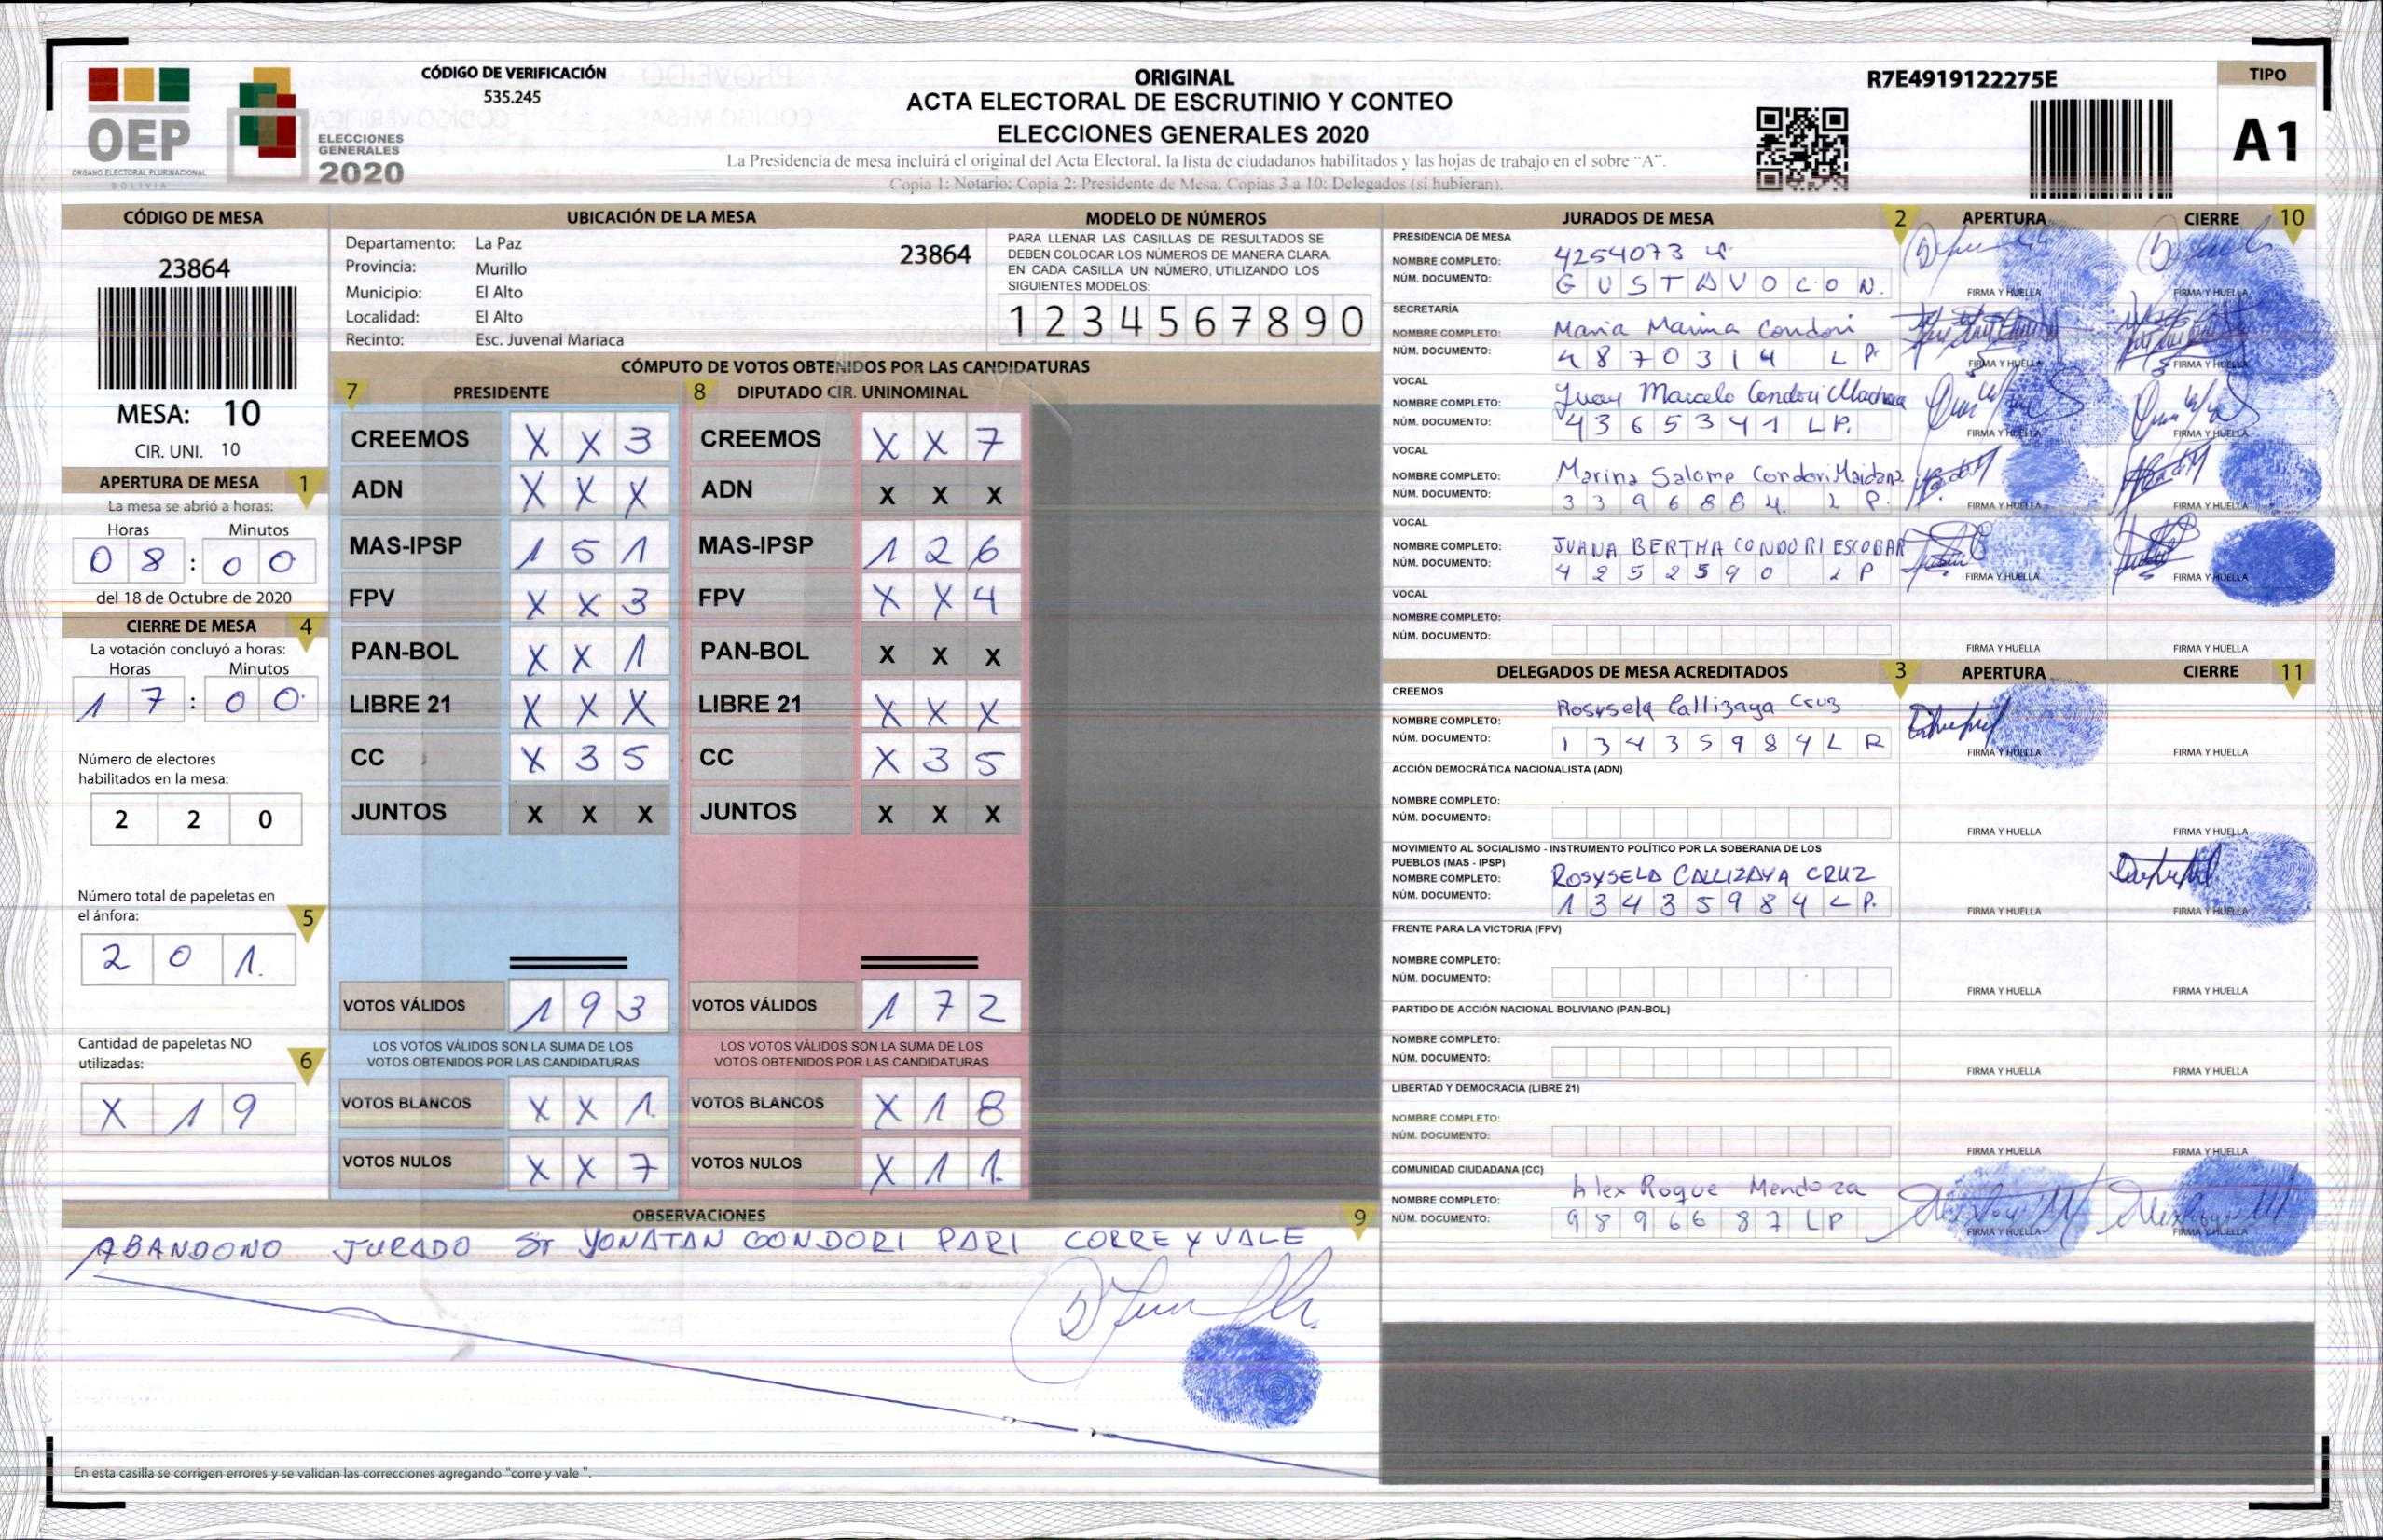 CÓDIGO DE VERIFICACIÓN
535.245
OEP
ÓRGANO ELECTORAL PLURINACIONAL
BOLIVIA
ELECCIONES
GENERALES
2020
ORIGINAL
ACTA ELECTORAL DE ESCRUTINIO Y CONTEO
ELECCIONES GENERALES 2020
La Presidencia de mesa incluirá el original del Acta Electoral, la lista de ciudadanos habilitados y las hojas de trabajo en el sobre "A".
Copia 1: Notario; Copia 2: Presidente de Mesa; Copias 3 a 10: Delegados (si hubieran).
R7E4919122275E
TIPO
A1
CÓDIGO DE MESA
23864
MESA: 10
CIR. UNI. 10
APERTURA DE MESA 1
La mesa se abrió a horas:
Horas Minutos
08:00
del 18 de Octubre de 2020
CIERRE DE MESA 4
La votación concluyó a horas:
Horas Minutos
17:00
Número de electores
habilitados en la mesa:
2 2 0
Número total de papeletas en
el ánfora: 5
2 0 1.
Cantidad de papeletas NO
utilizadas: 6
X 1 9
UBICACIÓN DE LA MESA
Departamento: La Paz 23864
Provincia: Murillo
Municipio: El Alto
Localidad: El Alto
Recinto: Esc. Juvenal Mariaca
MODELO DE NÚMEROS
PARA LLENAR LAS CASILLAS DE RESULTADOS SE
DEBEN COLOCAR LOS NÚMEROS DE MANERA CLARA.
EN CADA CASILLA UN NÚMERO, UTILIZANDO LOS
SIGUIENTES MODELOS:
1 2 3 4 5 6 7 8 9 0
CÓMPUTO DE VOTOS OBTENIDOS POR LAS CANDIDATURAS
7 PRESIDENTE
CREEMOS X X 3
ADN X X X
MAS-IPSP 1 5 1
FPV X X 3
PAN-BOL X X 1
LIBRE 21 X X X
CC X 3 5
JUNTOS X X X
VOTOS VÁLIDOS 1 9 3
LOS VOTOS VÁLIDOS SON LA SUMA DE LOS
VOTOS OBTENIDOS POR LAS CANDIDATURAS
VOTOS BLANCOS X X 1.
VOTOS NULOS X X 7
8 DIPUTADO CIR. UNINOMINAL
CREEMOS X X 7
ADN X X X
MAS-IPSP 1 2 6
FPV X X 4
PAN-BOL X X X
LIBRE 21 X X X
CC X 3 5
JUNTOS X X X
VOTOS VÁLIDOS 1 7 2
LOS VOTOS VÁLIDOS SON LA SUMA DE LOS
VOTOS OBTENIDOS POR LAS CANDIDATURAS
VOTOS BLANCOS X 1 8
VOTOS NULOS X 1 1.
OBSERVACIONES 9
ABANDONO JURADO Sr YONATAN CONDORI PARI CORRE Y VALE
En esta casilla se corrigen errores y se validan las correcciones agregando "corre y vale".
JURADOS DE MESA 2 APERTURA CIERRE 10
PRESIDENCIA DE MESA
NOMBRE COMPLETO: 4254073
NÚM. DOCUMENTO: G U S T A V O C O N.
FIRMA Y HUELLA FIRMA Y HUELLA
SECRETARÍA
NOMBRE COMPLETO: Maria Marina Condori
NÚM. DOCUMENTO: 4 8 7 0 3 1 4 L P.
FIRMA Y HUELLA FIRMA Y HUELLA
VOCAL
NOMBRE COMPLETO: Juan Marcelo Condori Machaca
NÚM. DOCUMENTO: 4 3 6 5 3 4 1 L P.
FIRMA Y HUELLA FIRMA Y HUELLA
VOCAL
NOMBRE COMPLETO: Marina Salome Condori
NÚM. DOCUMENTO: 3 3 9 6 8 8 4. L P.
FIRMA Y HUELLA FIRMA Y HUELLA
VOCAL
NOMBRE COMPLETO: JUANA BERTHA CONDORI ESCOBAR
NÚM. DOCUMENTO: 4 2 5 2 5 9 0 L P
FIRMA Y HUELLA FIRMA Y HUELLA
VOCAL
NOMBRE COMPLETO:
NÚM. DOCUMENTO:
FIRMA Y HUELLA FIRMA Y HUELLA
DELEGADOS DE MESA ACREDITADOS 3 APERTURA CIERRE 11
CREEMOS
NOMBRE COMPLETO: Rosysela Callizaya Cruz
NÚM. DOCUMENTO: 1 3 4 3 5 9 8 4 L P
FIRMA Y HUELLA FIRMA Y HUELLA
ACCIÓN DEMOCRÁTICA NACIONALISTA (ADN)
NOMBRE COMPLETO:
NÚM. DOCUMENTO:
FIRMA Y HUELLA FIRMA Y HUELLA
MOVIMIENTO AL SOCIALISMO - INSTRUMENTO POLÍTICO POR LA SOBERANIA DE LOS
PUEBLOS (MAS - IPSP)
NOMBRE COMPLETO: ROSYSELA CALLIZAYA CRUZ
NÚM. DOCUMENTO: 1 3 4 3 5 9 8 4 L P.
FIRMA Y HUELLA FIRMA Y HUELLA
FRENTE PARA LA VICTORIA (FPV)
NOMBRE COMPLETO:
NÚM. DOCUMENTO:
FIRMA Y HUELLA FIRMA Y HUELLA
PARTIDO DE ACCIÓN NACIONAL BOLIVIANO (PAN-BOL)
NOMBRE COMPLETO:
NÚM. DOCUMENTO:
FIRMA Y HUELLA FIRMA Y HUELLA
LIBERTAD Y DEMOCRACIA (LIBRE 21)
NOMBRE COMPLETO:
NÚM. DOCUMENTO:
FIRMA Y HUELLA FIRMA Y HUELLA
COMUNIDAD CIUDADANA (CC)
NOMBRE COMPLETO: Alex Roque Mendoza
NÚM. DOCUMENTO: 9 8 9 6 6 8 7 L P
FIRMA Y HUELLA FIRMA Y HUELLA